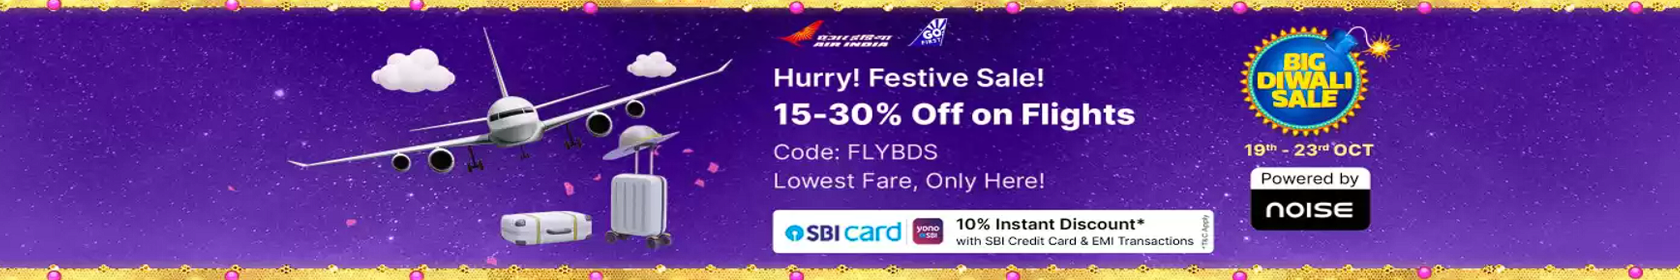 एअर इंडिया
AIR INDIA
GO
FIRST
Hurry! Festive Sale!
15-30% Off on Flights
Code: FLYBDS
Lowest Fare, Only Here!
SBI card
yono
SBI
10% Instant Discount*
with SBI Credit Card & EMI Transactions
*T&C Apply
BIG
DIWALI
SALE
19th - 23rd OCT
Powered by
noise